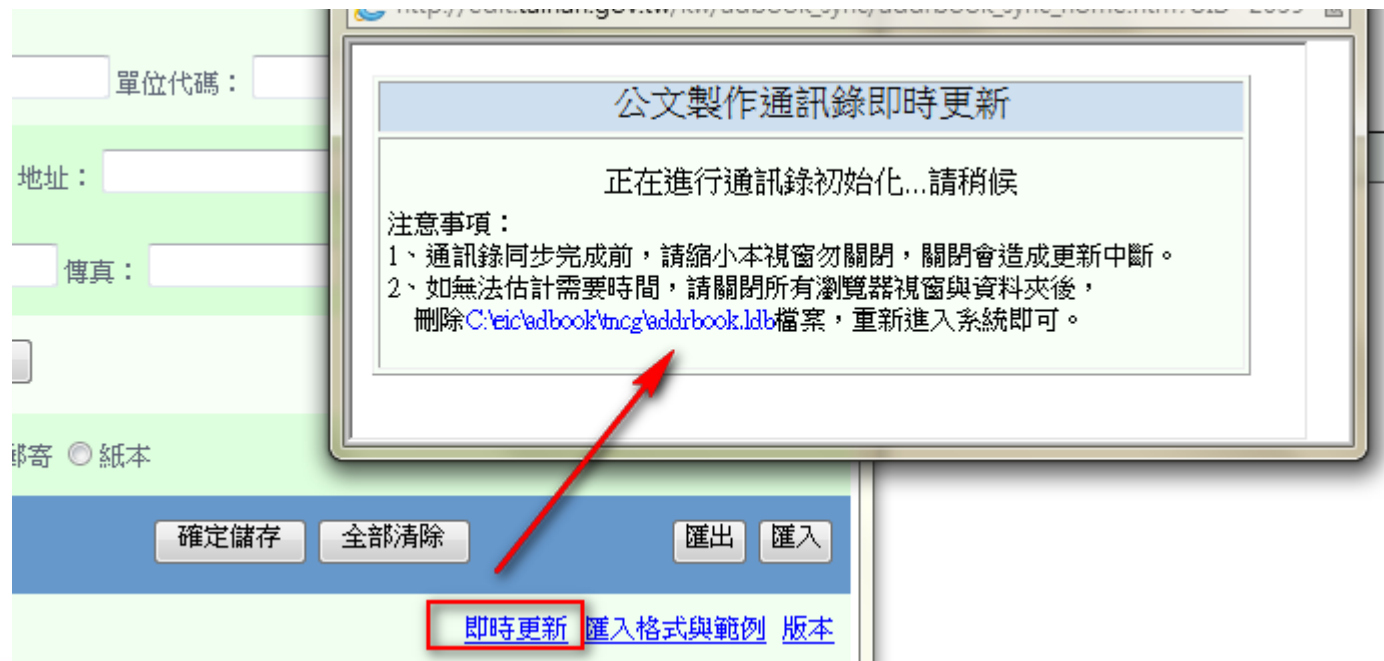 單位代碼：
地址：
傳真：
郵寄 紙本
確定儲存 全部清除 匯出 匯入
即時更新 匯入格式與範例 版本
公文製作通訊錄即時更新
正在進行通訊錄初始化...請稍候
注意事項：
1、通訊錄同步完成前，請縮小本視窗勿關閉，關閉會造成更新中斷。
2、如無法估計需要時間，請關閉所有瀏覽器視窗與資料夾後，
刪除C:\eic\adbook\tncg\addrbook.ldb檔案，重新進入系統即可。